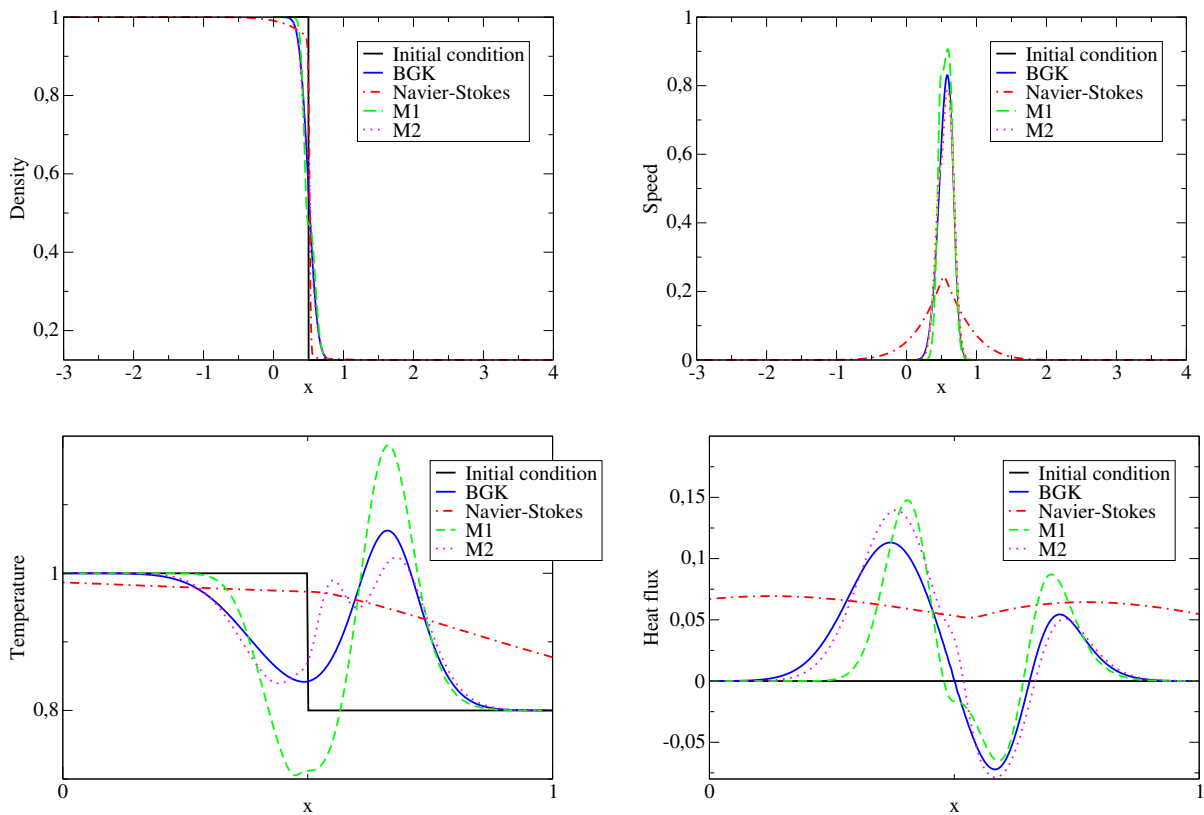 1
0,8
0,6
0,4
0,2
-3
-2
-1
0
1
2
3
4
x
Density
Initial condition
BGK
Navier-Stokes
M1
M2
1
0,8
0,6
0,4
0,2
0
-3
-2
-1
0
1
2
3
4
x
Speed
Initial condition
BGK
Navier-Stokes
M1
M2
1
0,8
0
1
x
Temperature
Initial condition
BGK
Navier-Stokes
M1
M2
0,15
0,1
0,05
0
-0,05
0
1
x
Heat flux
Initial condition
BGK
Navier-Stokes
M1
M2